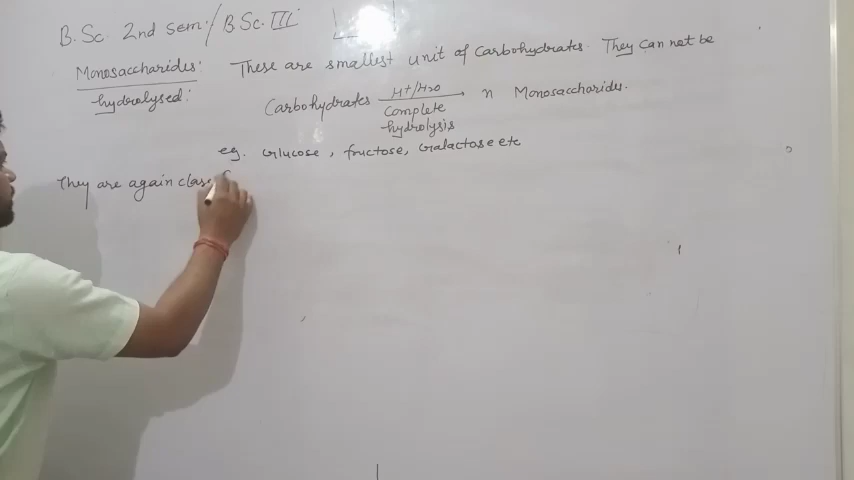 B.Sc. 2nd sem./B.Sc.III
Monosaccharides: These are smallest unit of Carbohydrates. They can not be
hydrolysed:
Carbohydrates H+/H2O n Monosaccharides.
Complete
hydrolysis
eg. Glucose, fructose, Galactose etc
They are again class